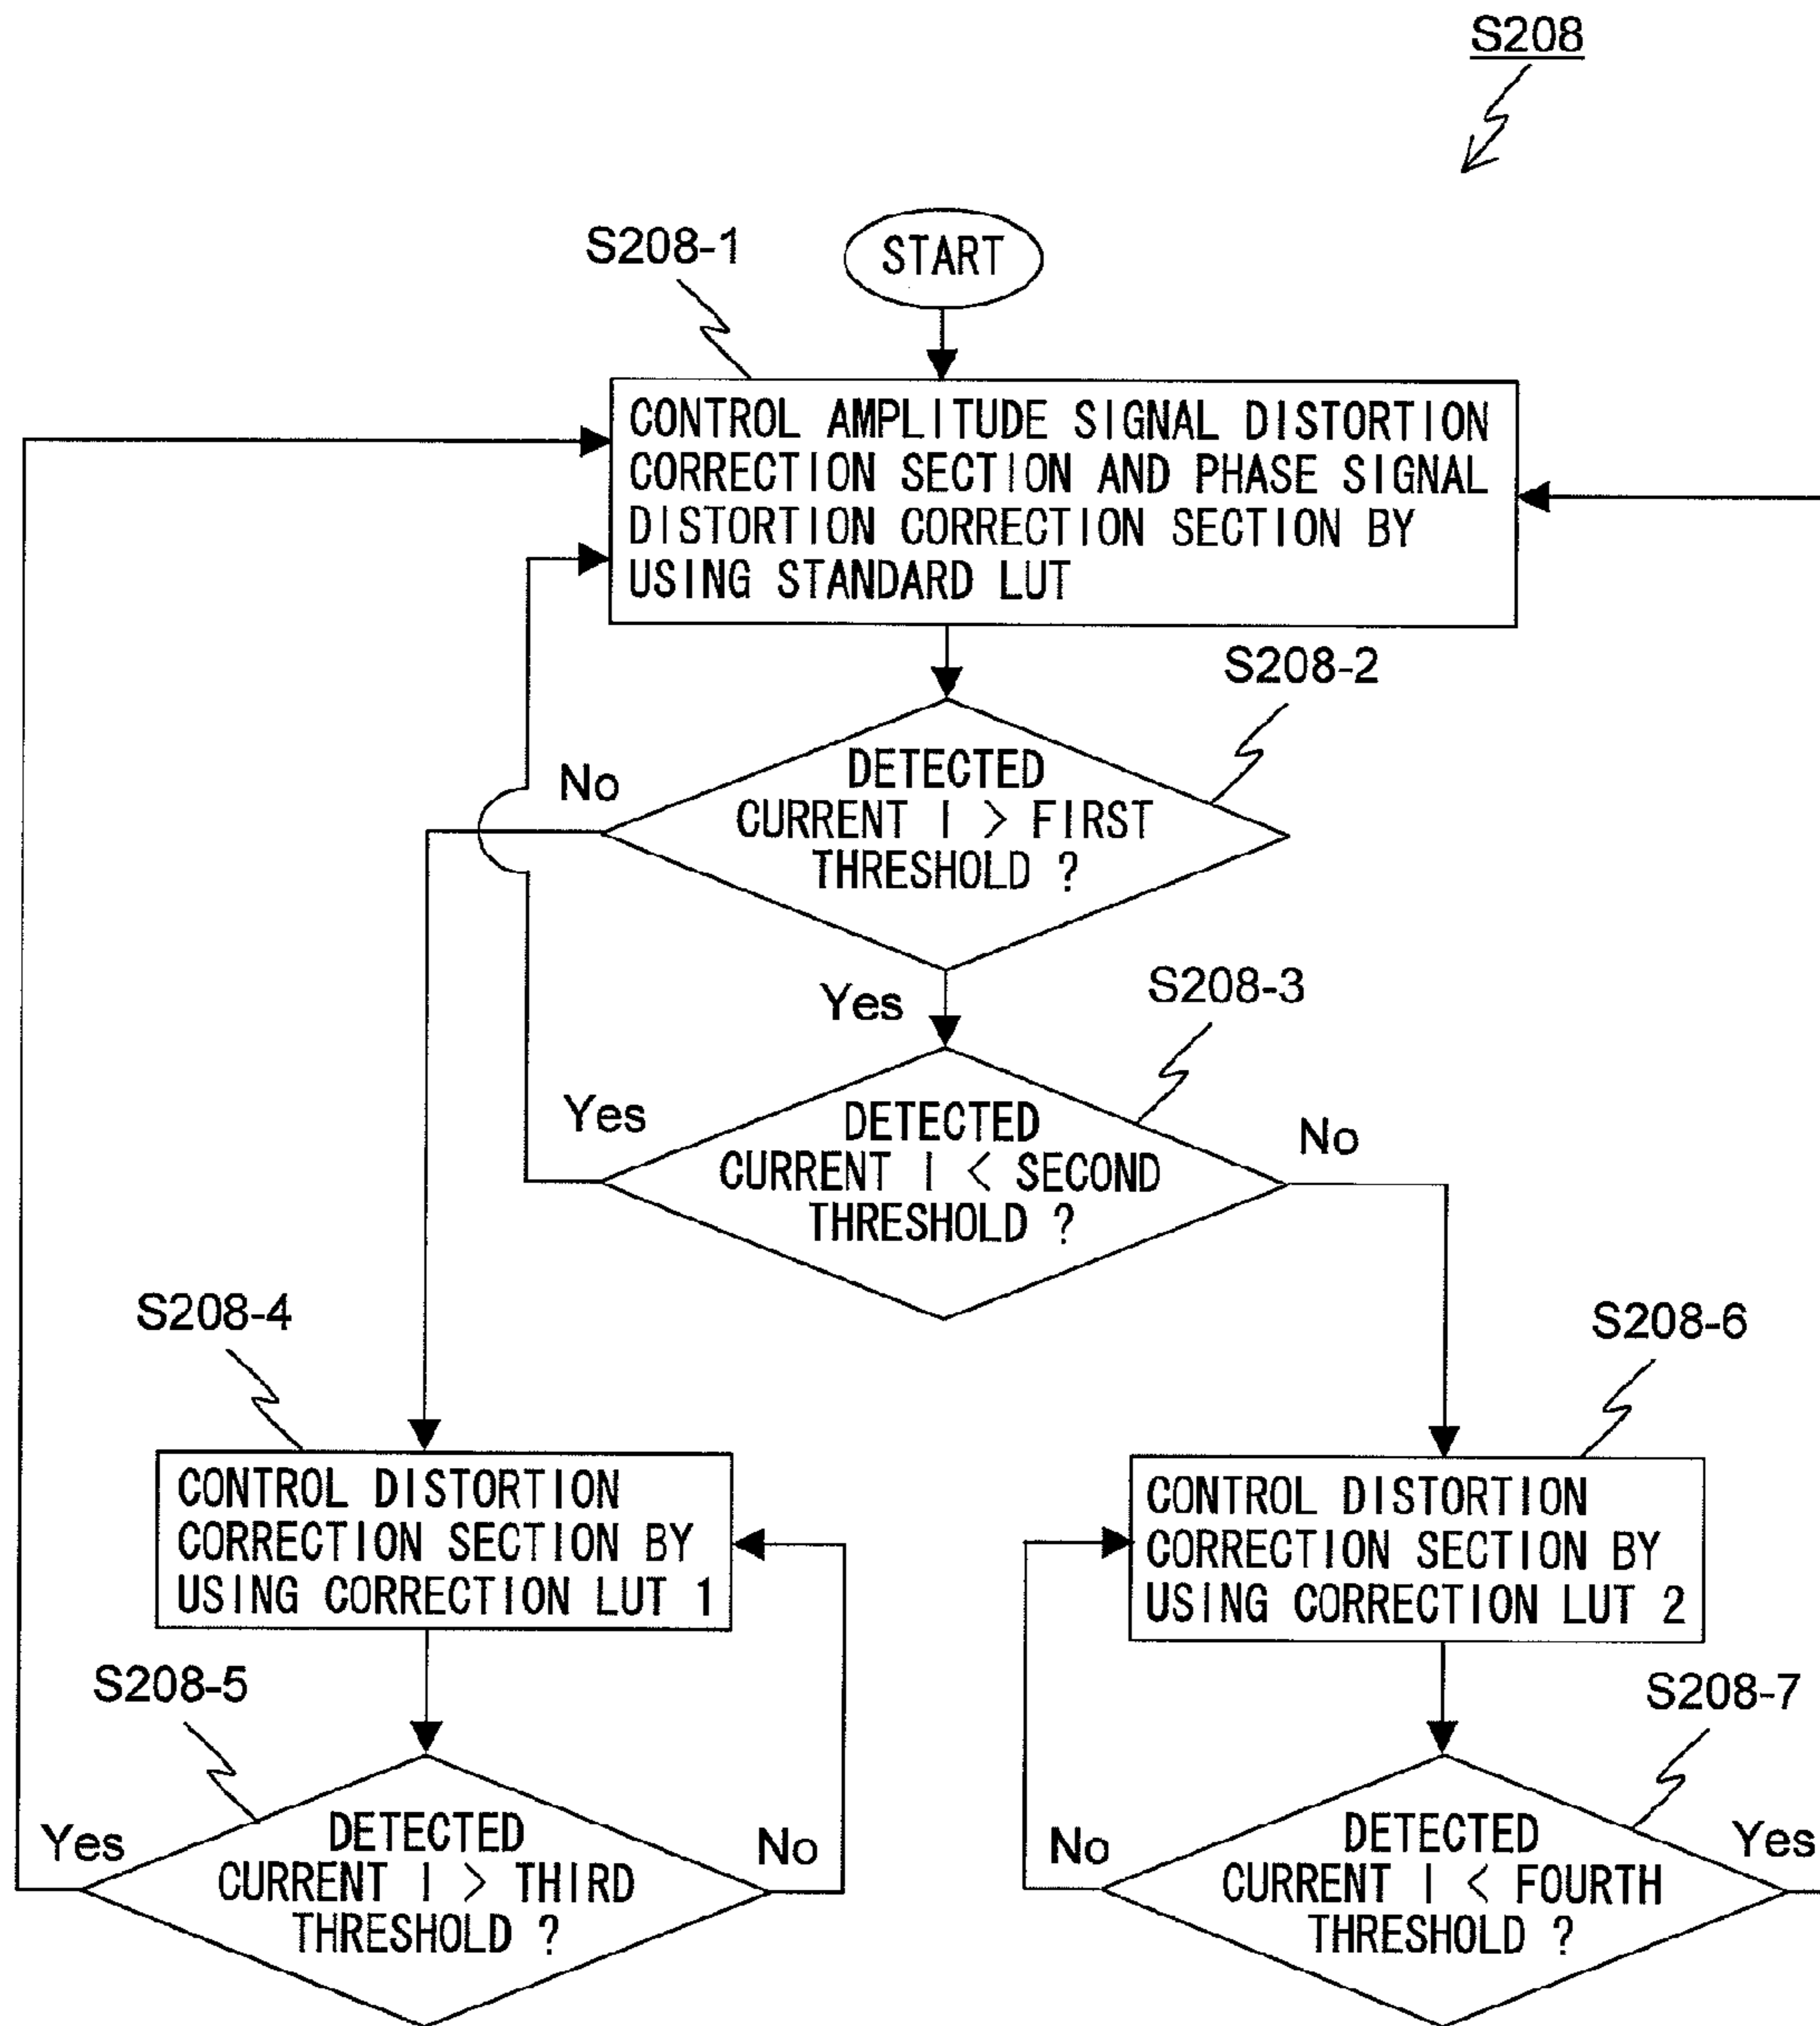 S208
S208-1
START
CONTROL AMPLITUDE SIGNAL DISTORTION
CORRECTION SECTION AND PHASE SIGNAL
DISTORTION CORRECTION SECTION BY
USING STANDARD LUT
S208-2
No
DETECTED
CURRENT I > FIRST
THRESHOLD ?
Yes
S208-3
Yes
DETECTED
CURRENT I < SECOND
THRESHOLD ?
No
S208-4
CONTROL DISTORTION
CORRECTION SECTION BY
USING CORRECTION LUT 1
S208-5
Yes
DETECTED
CURRENT I > THIRD
THRESHOLD ?
No
S208-6
CONTROL DISTORTION
CORRECTION SECTION BY
USING CORRECTION LUT 2
S208-7
No
DETECTED
CURRENT I < FOURTH
THRESHOLD ?
Yes